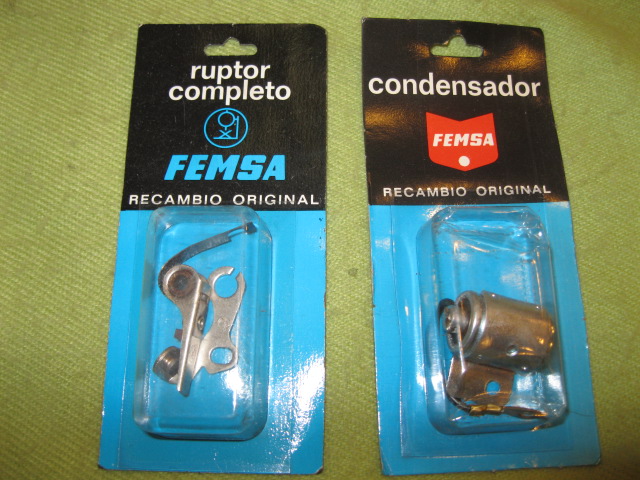 ruptor
completo
FEMSA
RECAMBIO ORIGINAL
condensador
FEMSA
RECAMBIO ORIGINAL